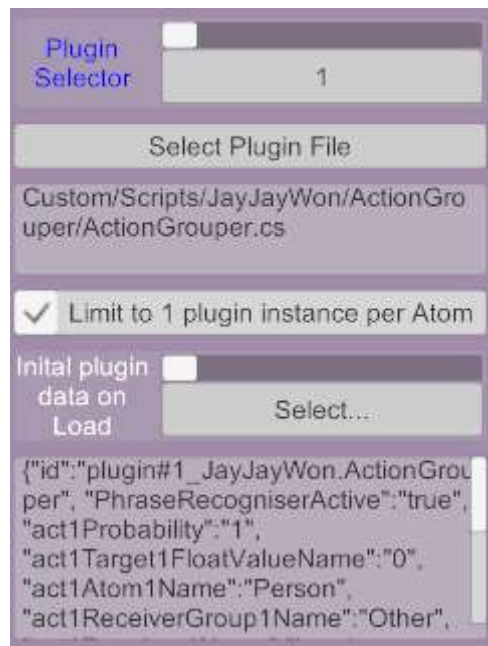 Plugin
Selector
1
Select Plugin File
Custom/Scripts/JayJayWon/ActionGro
uper/ActionGrouper.cs
Limit to 1 plugin instance per Atom
Inital plugin
data on
Load
Select...
{"id":"plugin#1_JayJayWon.ActionGrou
per", "PhraseRecogniserActive":"true",
"act1Probability":"1",
"act1Target1FloatValueName":"0",
"act1Atom1Name":"Person",
"act1ReceiverGroup1Name":"Other",